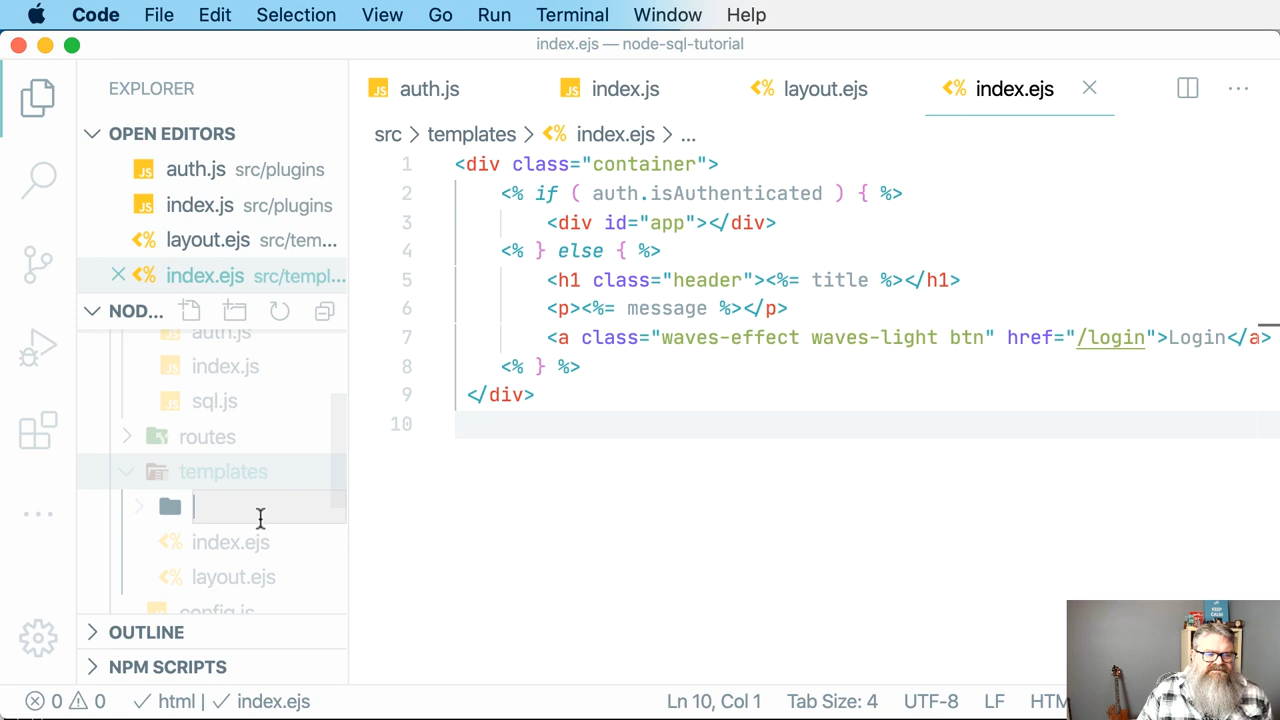 Code File Edit Selection View Go Run Terminal Window Help
index.ejs — node-sql-tutorial
EXPLORER
OPEN EDITORS
auth.js src/plugins
index.js src/plugins
layout.ejs src/tem...
index.ejs src/templ...
NOD...
auth.js
index.js
sql.js
routes
templates
index.ejs
layout.ejs
config.js
OUTLINE
NPM SCRIPTS
auth.js index.js layout.ejs index.ejs
src > templates > index.ejs > ...
1 <div class="container">
2 <% if ( auth.isAuthenticated ) { %>
3 <div id="app"></div>
4 <% } else { %>
5 <h1 class="header"><%= title %></h1>
6 <p><%= message %></p>
7 <a class="waves-effect waves-light btn" href="/login">Login</a>
8 <% } %>
9 </div>
10
0 0 html | index.ejs Ln 10, Col 1 Tab Size: 4 UTF-8 LF HTM
KEEP
CALM